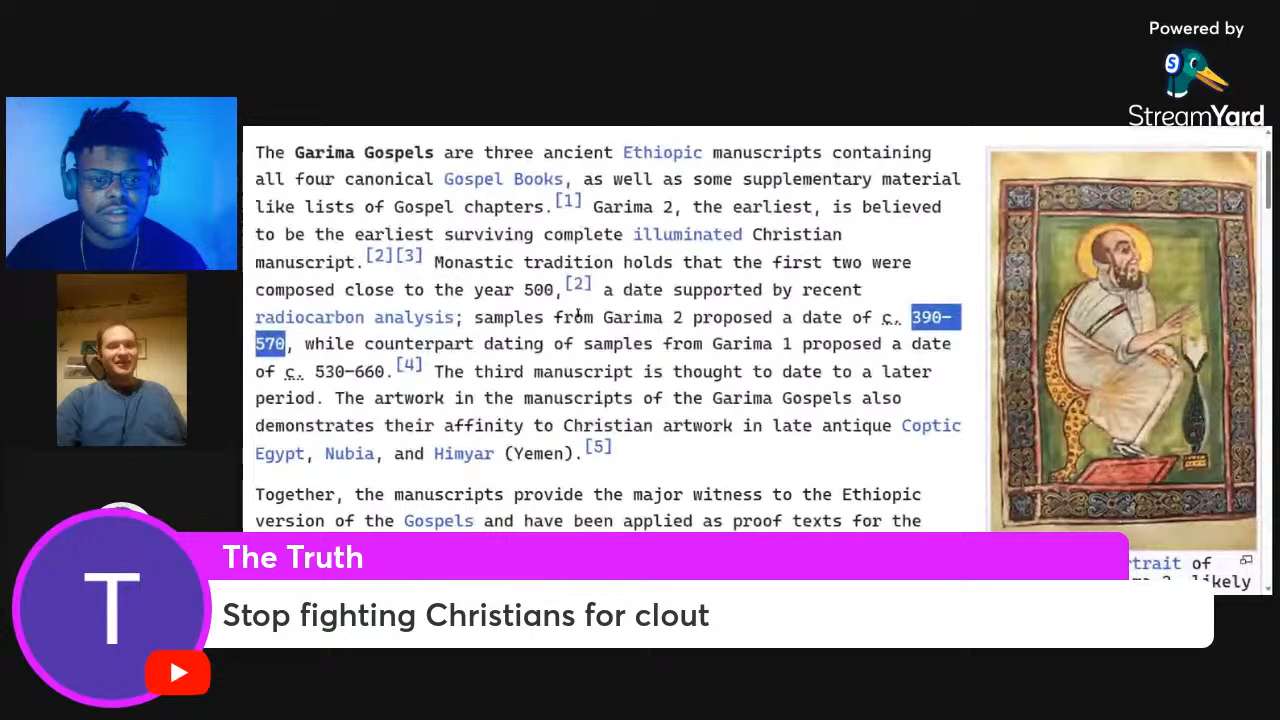 Powered by
StreamYard
The Garima Gospels are three ancient Ethiopic manuscripts containing
all four canonical Gospel Books, as well as some supplementary material
like lists of Gospel chapters.[1] Garima 2, the earliest, is believed
to be the earliest surviving complete illuminated Christian
manuscript.[2][3] Monastic tradition holds that the first two were
composed close to the year 500,[2] a date supported by recent
radiocarbon analysis; samples from Garima 2 proposed a date of c. 390–
570, while counterpart dating of samples from Garima 1 proposed a date
of c. 530–660.[4] The third manuscript is thought to date to a later
period. The artwork in the manuscripts of the Garima Gospels also
demonstrates their affinity to Christian artwork in late antique Coptic
Egypt, Nubia, and Himyar (Yemen).[5]
Together, the manuscripts provide the major witness to the Ethiopic
version of the Gospels and have been applied as proof texts for the
trait of
likely
T
The Truth
Stop fighting Christians for clout